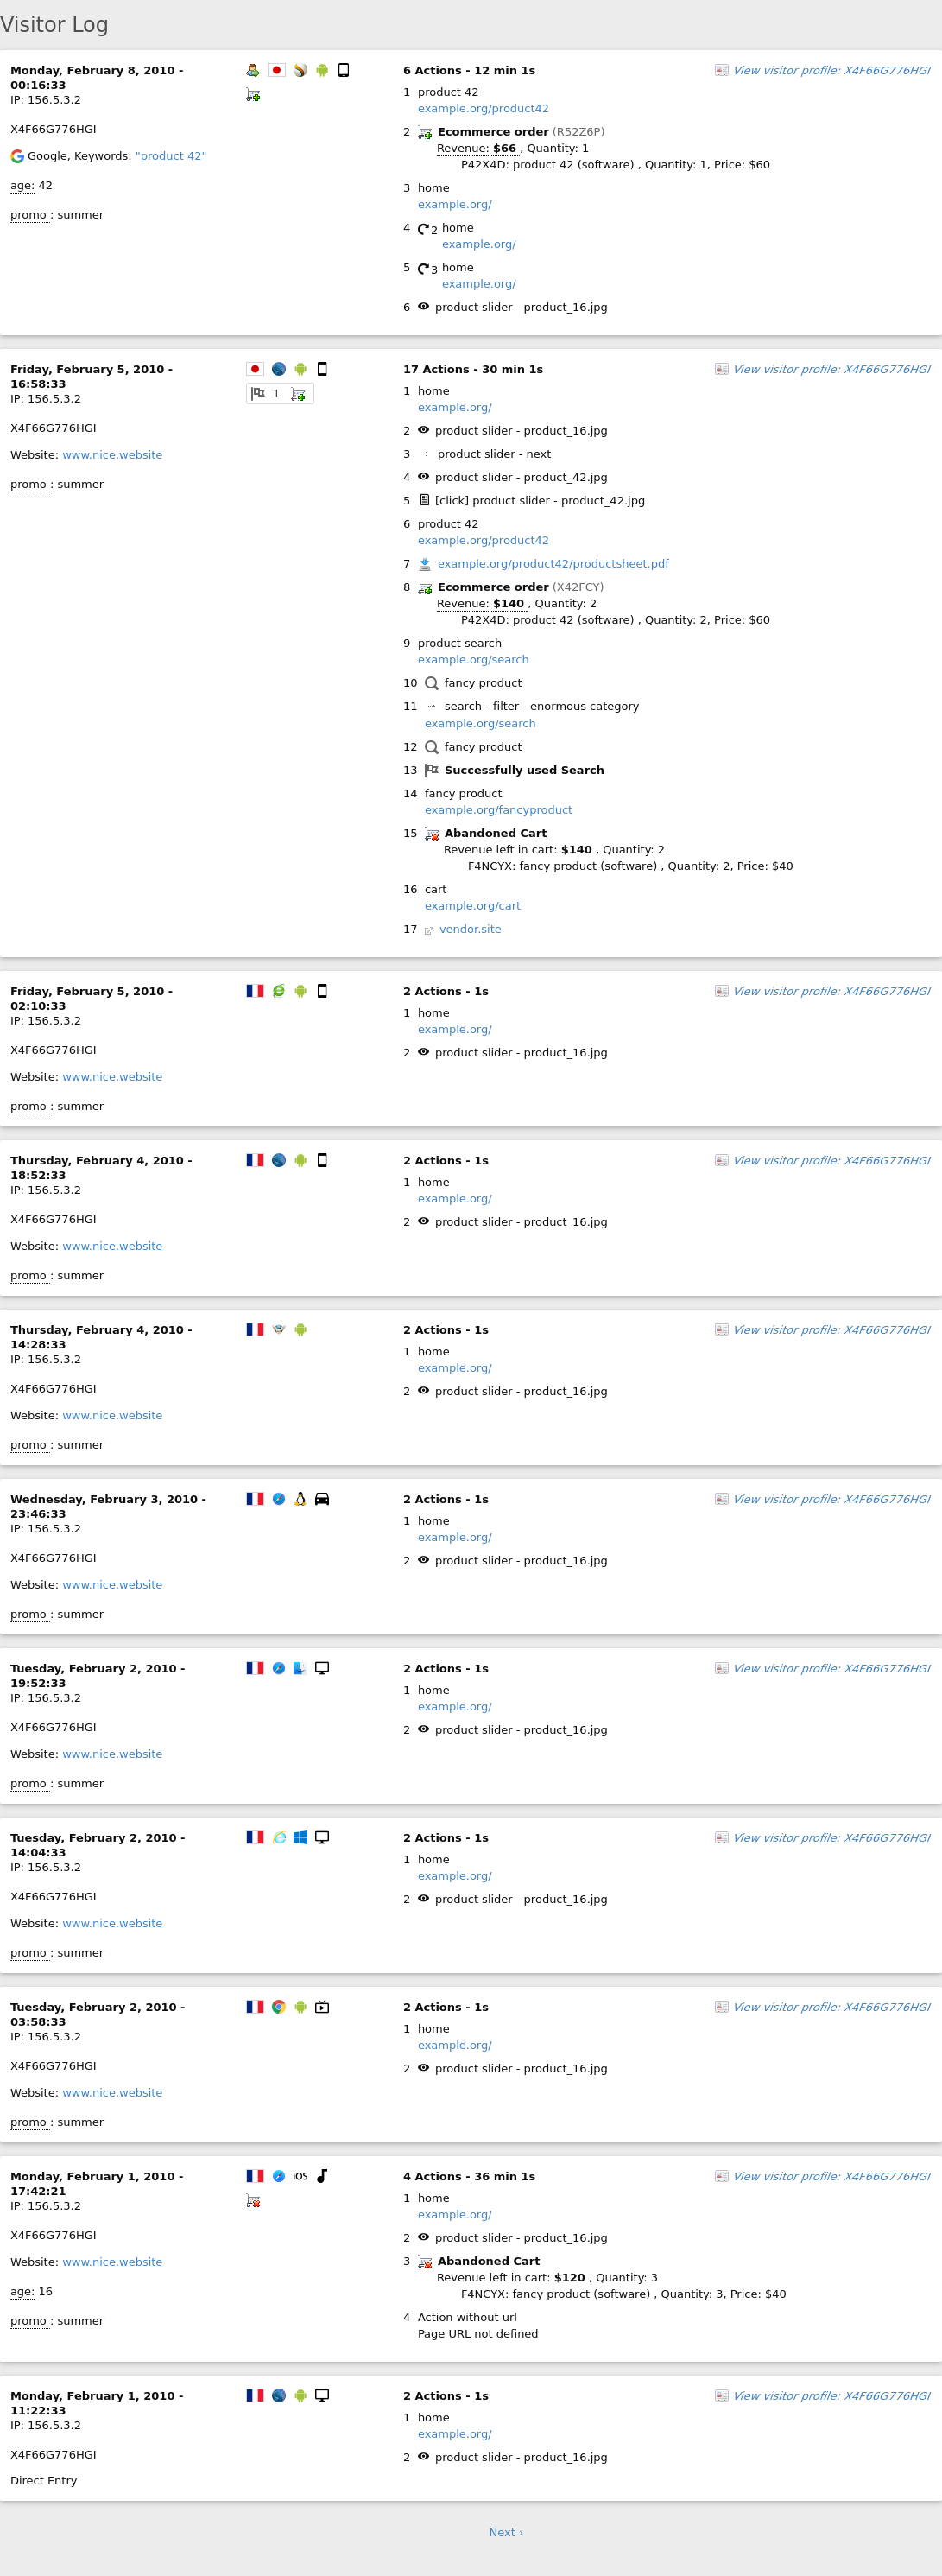 Visitor Log
Monday, February 8, 2010 -
00:16:33
IP: 156.5.3.2
X4F66G776HGI
Google, Keywords: "product 42"
age: 42
promo : summer
6 Actions - 12 min 1s
View visitor profile: X4F66G776HGI
1 product 42
example.org/product42
2 Ecommerce order (R52Z6P)
Revenue: $66 , Quantity: 1
P42X4D: product 42 (software) , Quantity: 1, Price: $60
3 home
example.org/
4 2 home
example.org/
5 3 home
example.org/
6 product slider - product_16.jpg
Friday, February 5, 2010 -
16:58:33
IP: 156.5.3.2
X4F66G776HGI
Website: www.nice.website
promo : summer
1
17 Actions - 30 min 1s
View visitor profile: X4F66G776HGI
1 home
example.org/
2 product slider - product_16.jpg
3 product slider - next
4 product slider - product_42.jpg
5 [click] product slider - product_42.jpg
6 product 42
example.org/product42
7 example.org/product42/productsheet.pdf
8 Ecommerce order (X42FCY)
Revenue: $140 , Quantity: 2
P42X4D: product 42 (software) , Quantity: 2, Price: $60
9 product search
example.org/search
10 fancy product
11 search - filter - enormous category
example.org/search
12 fancy product
13 Successfully used Search
14 fancy product
example.org/fancyproduct
15 Abandoned Cart
Revenue left in cart: $140 , Quantity: 2
F4NCYX: fancy product (software) , Quantity: 2, Price: $40
16 cart
example.org/cart
17 vendor.site
Friday, February 5, 2010 -
02:10:33
IP: 156.5.3.2
X4F66G776HGI
Website: www.nice.website
promo : summer
2 Actions - 1s
View visitor profile: X4F66G776HGI
1 home
example.org/
2 product slider - product_16.jpg
Thursday, February 4, 2010 -
18:52:33
IP: 156.5.3.2
X4F66G776HGI
Website: www.nice.website
promo : summer
2 Actions - 1s
View visitor profile: X4F66G776HGI
1 home
example.org/
2 product slider - product_16.jpg
Thursday, February 4, 2010 -
14:28:33
IP: 156.5.3.2
X4F66G776HGI
Website: www.nice.website
promo : summer
2 Actions - 1s
View visitor profile: X4F66G776HGI
1 home
example.org/
2 product slider - product_16.jpg
Wednesday, February 3, 2010 -
23:46:33
IP: 156.5.3.2
X4F66G776HGI
Website: www.nice.website
promo : summer
2 Actions - 1s
View visitor profile: X4F66G776HGI
1 home
example.org/
2 product slider - product_16.jpg
Tuesday, February 2, 2010 -
19:52:33
IP: 156.5.3.2
X4F66G776HGI
Website: www.nice.website
promo : summer
2 Actions - 1s
View visitor profile: X4F66G776HGI
1 home
example.org/
2 product slider - product_16.jpg
Tuesday, February 2, 2010 -
14:04:33
IP: 156.5.3.2
X4F66G776HGI
Website: www.nice.website
promo : summer
2 Actions - 1s
View visitor profile: X4F66G776HGI
1 home
example.org/
2 product slider - product_16.jpg
Tuesday, February 2, 2010 -
03:58:33
IP: 156.5.3.2
X4F66G776HGI
Website: www.nice.website
promo : summer
2 Actions - 1s
View visitor profile: X4F66G776HGI
1 home
example.org/
2 product slider - product_16.jpg
Monday, February 1, 2010 -
17:42:21
IP: 156.5.3.2
X4F66G776HGI
Website: www.nice.website
age: 16
promo : summer
iOS
4 Actions - 36 min 1s
View visitor profile: X4F66G776HGI
1 home
example.org/
2 product slider - product_16.jpg
3 Abandoned Cart
Revenue left in cart: $120 , Quantity: 3
F4NCYX: fancy product (software) , Quantity: 3, Price: $40
4 Action without url
Page URL not defined
Monday, February 1, 2010 -
11:22:33
IP: 156.5.3.2
X4F66G776HGI
Direct Entry
2 Actions - 1s
View visitor profile: X4F66G776HGI
1 home
example.org/
2 product slider - product_16.jpg
Next ›